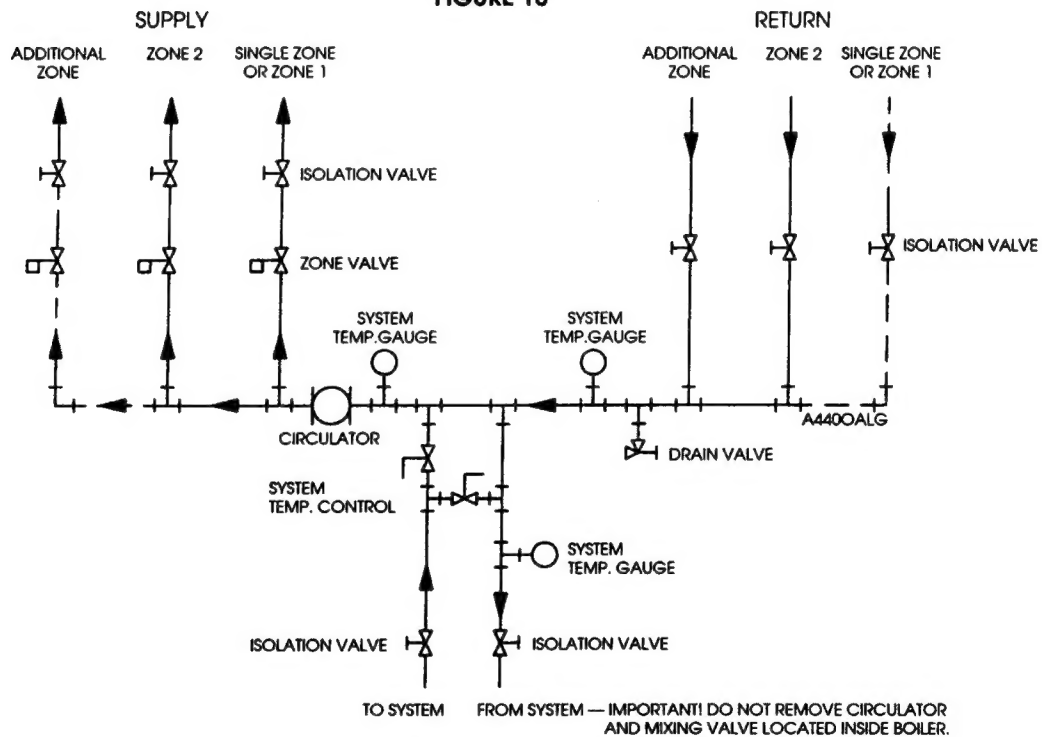 FIGURE 10
SUPPLY
RETURN
ADDITIONAL
ZONE
ZONE 2
SINGLE ZONE
OR ZONE 1
ADDITIONAL
ZONE
ZONE 2
SINGLE ZONE
OR ZONE 1
ISOLATION VALVE
ZONE VALVE
ISOLATION VALVE
SYSTEM
TEMP.GAUGE
SYSTEM
TEMP.GAUGE
A4400ALG
CIRCULATOR
DRAIN VALVE
SYSTEM
TEMP. CONTROL
SYSTEM
TEMP. GAUGE
ISOLATION VALVE
ISOLATION VALVE
TO SYSTEM
FROM SYSTEM — IMPORTANT! DO NOT REMOVE CIRCULATOR
AND MIXING VALVE LOCATED INSIDE BOILER.